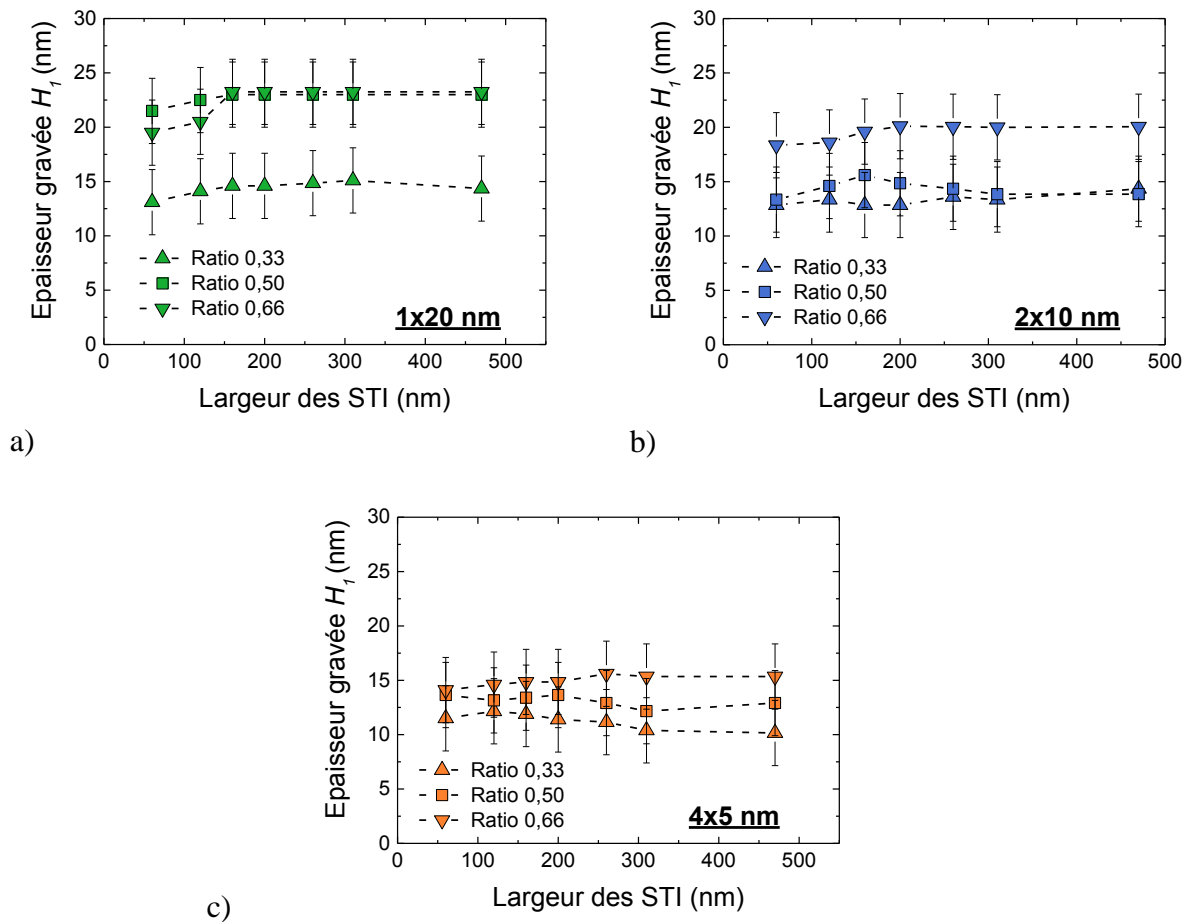 30
25
20
15
10
5
0
Epaisseur gravée H1 (nm)
Ratio 0,33
Ratio 0,50
Ratio 0,66
1x20 nm
0 100 200 300 400 500
Largeur des STI (nm)
a)
30
25
20
15
10
5
0
Epaisseur gravée H1 (nm)
Ratio 0,33
Ratio 0,50
Ratio 0,66
2x10 nm
0 100 200 300 400 500
Largeur des STI (nm)
b)
30
25
20
15
10
5
0
Epaisseur gravée H1 (nm)
Ratio 0,33
Ratio 0,50
Ratio 0,66
4x5 nm
0 100 200 300 400 500
Largeur des STI (nm)
c)